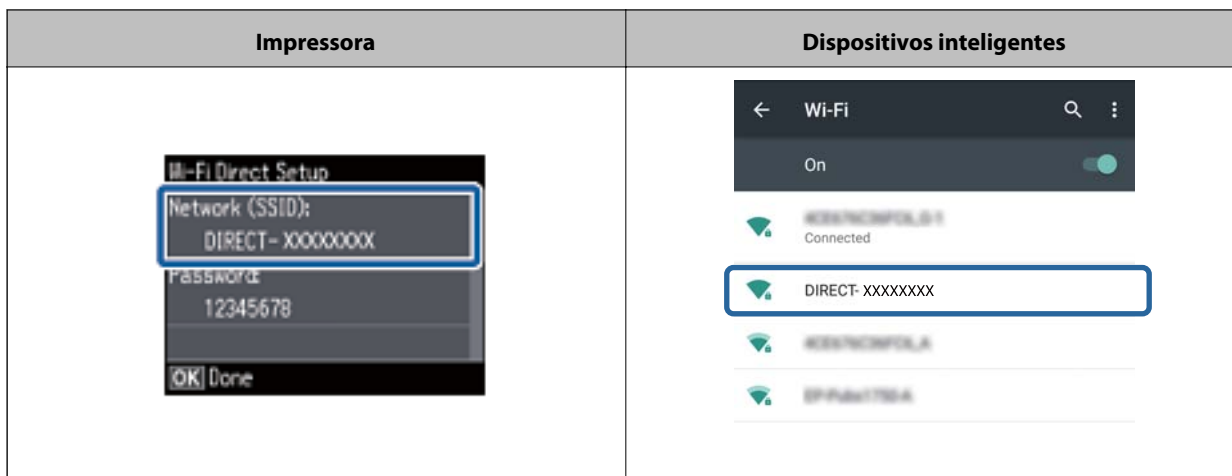 Impressora
Dispositivos inteligentes
Wi-Fi Direct Setup
Network (SSID):
DIRECT-XXXXXXXX
Password:
12345678
OK Done
Wi-Fi
On
Connected
DIRECT- XXXXXXXX